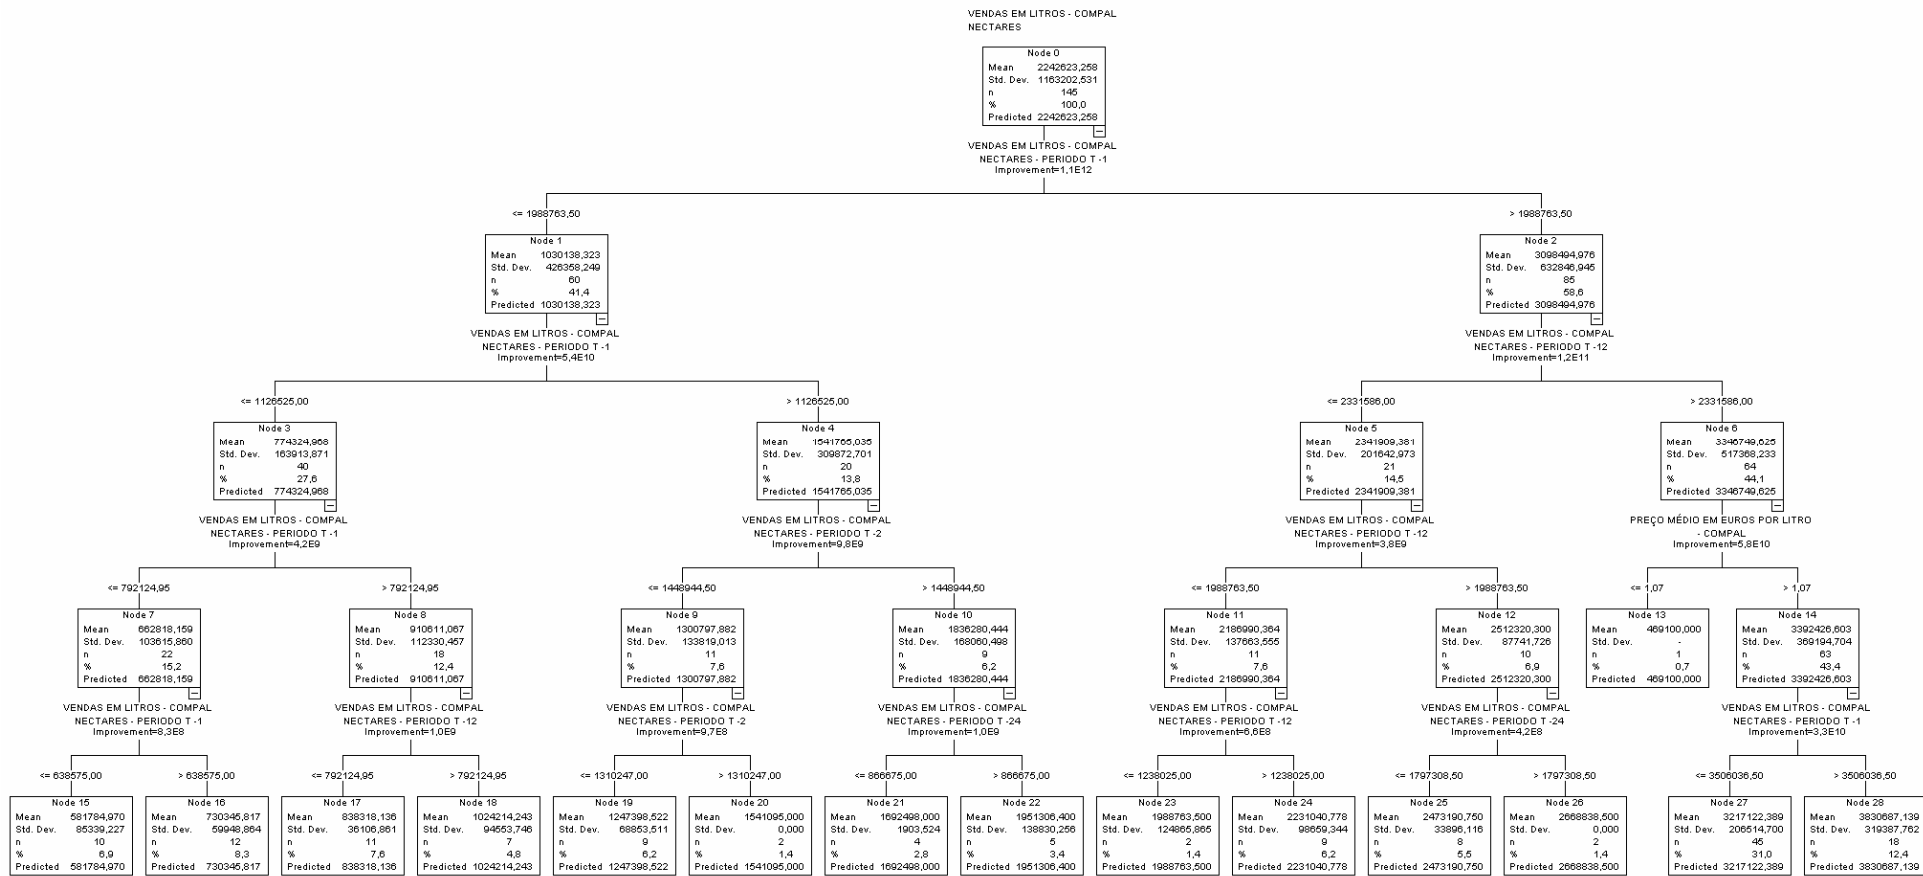 VENDAS EM LITROS - COMPAL
NECTARES
Node 0
Mean 2242623,258
Std. Dev. 1163202,531
n 145
% 100,0
Predicted 2242623,258
VENDAS EM LITROS - COMPAL
NECTARES - PERIODO T -1
Improvement=1,1E12
<= 1988763,50
> 1988763,50
Node 1
Mean 1030138,323
Std. Dev. 426358,249
n 60
% 41,4
Predicted 1030138,323
Node 2
Mean 3098494,976
Std. Dev. 632846,945
n 85
% 58,6
Predicted 3098494,976
VENDAS EM LITROS - COMPAL
NECTARES - PERIODO T -1
Improvement=5,4E10
VENDAS EM LITROS - COMPAL
NECTARES - PERIODO T -12
Improvement=1,2E11
<= 1126525,00
> 1126525,00
<= 2331586,00
> 2331586,00
Node 3
Mean 774324,968
Std. Dev. 163913,871
n 40
% 27,6
Predicted 774324,968
Node 4
Mean 1541765,035
Std. Dev. 309872,701
n 20
% 13,8
Predicted 1541765,035
Node 5
Mean 2341909,381
Std. Dev. 201642,973
n 21
% 14,5
Predicted 2341909,381
Node 6
Mean 3346749,625
Std. Dev. 517368,233
n 64
% 44,1
Predicted 3346749,625
VENDAS EM LITROS - COMPAL
NECTARES - PERIODO T -1
Improvement=4,2E9
VENDAS EM LITROS - COMPAL
NECTARES - PERIODO T -2
Improvement=9,8E9
VENDAS EM LITROS - COMPAL
NECTARES - PERIODO T -12
Improvement=3,8E9
PREÇO MÉDIO EM EUROS POR LITRO
- COMPAL
Improvement=5,8E10
<= 792124,95
> 792124,95
<= 1448944,50
> 1448944,50
<= 1988763,50
> 1988763,50
<= 1,07
> 1,07
Node 7
Mean 662818,159
Std. Dev. 103615,860
n 22
% 15,2
Predicted 662818,159
Node 8
Mean 910611,067
Std. Dev. 112330,457
n 18
% 12,4
Predicted 910611,067
Node 9
Mean 1300797,882
Std. Dev. 133819,013
n 11
% 7,6
Predicted 1300797,882
Node 10
Mean 1836280,444
Std. Dev. 168060,498
n 9
% 6,2
Predicted 1836280,444
Node 11
Mean 2186990,364
Std. Dev. 137663,555
n 11
% 7,6
Predicted 2186990,364
Node 12
Mean 2512320,300
Std. Dev. 87741,726
n 10
% 6,9
Predicted 2512320,300
Node 13
Mean 469100,000
Std. Dev. -
n 1
% 0,7
Predicted 469100,000
Node 14
Mean 3392426,603
Std. Dev. 369194,704
n 63
% 43,4
Predicted 3392426,603
VENDAS EM LITROS - COMPAL
NECTARES - PERIODO T -1
Improvement=8,3E8
VENDAS EM LITROS - COMPAL
NECTARES - PERIODO T -12
Improvement=1,0E9
VENDAS EM LITROS - COMPAL
NECTARES - PERIODO T -2
Improvement=9,7E8
VENDAS EM LITROS - COMPAL
NECTARES - PERIODO T -24
Improvement=1,0E9
VENDAS EM LITROS - COMPAL
NECTARES - PERIODO T -12
Improvement=6,6E8
VENDAS EM LITROS - COMPAL
NECTARES - PERIODO T -24
Improvement=4,2E8
VENDAS EM LITROS - COMPAL
NECTARES - PERIODO T -1
Improvement=3,3E10
<= 638575,00
> 638575,00
<= 792124,95
> 792124,95
<= 1310247,00
> 1310247,00
<= 866675,00
> 866675,00
<= 1238025,00
> 1238025,00
<= 1797308,50
> 1797308,50
<= 3506036,50
> 3506036,50
Node 15
Mean 581784,970
Std. Dev. 85339,227
n 10
% 6,9
Predicted 581784,970
Node 16
Mean 730345,817
Std. Dev. 59948,864
n 12
% 8,3
Predicted 730345,817
Node 17
Mean 838318,136
Std. Dev. 36106,861
n 11
% 7,6
Predicted 838318,136
Node 18
Mean 1024214,243
Std. Dev. 94553,746
n 7
% 4,8
Predicted 1024214,243
Node 19
Mean 1247398,522
Std. Dev. 68853,511
n 9
% 6,2
Predicted 1247398,522
Node 20
Mean 1541095,000
Std. Dev. 0,000
n 2
% 1,4
Predicted 1541095,000
Node 21
Mean 1692498,000
Std. Dev. 1903,524
n 4
% 2,8
Predicted 1692498,000
Node 22
Mean 1951306,400
Std. Dev. 138830,256
n 5
% 3,4
Predicted 1951306,400
Node 23
Mean 1988763,500
Std. Dev. 124865,865
n 2
% 1,4
Predicted 1988763,500
Node 24
Mean 2231040,778
Std. Dev. 98659,344
n 9
% 6,2
Predicted 2231040,778
Node 25
Mean 2473190,750
Std. Dev. 33896,116
n 8
% 5,5
Predicted 2473190,750
Node 26
Mean 2668838,500
Std. Dev. 0,000
n 2
% 1,4
Predicted 2668838,500
Node 27
Mean 3217122,389
Std. Dev. 206514,700
n 45
% 31,0
Predicted 3217122,389
Node 28
Mean 3830687,139
Std. Dev. 319387,762
n 18
% 12,4
Predicted 3830687,139